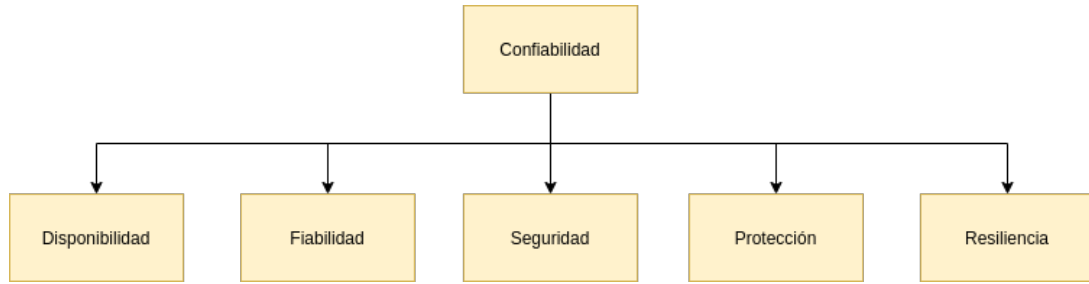 Confiabilidad
Disponibilidad
Fiabilidad
Seguridad
Protección
Resiliencia